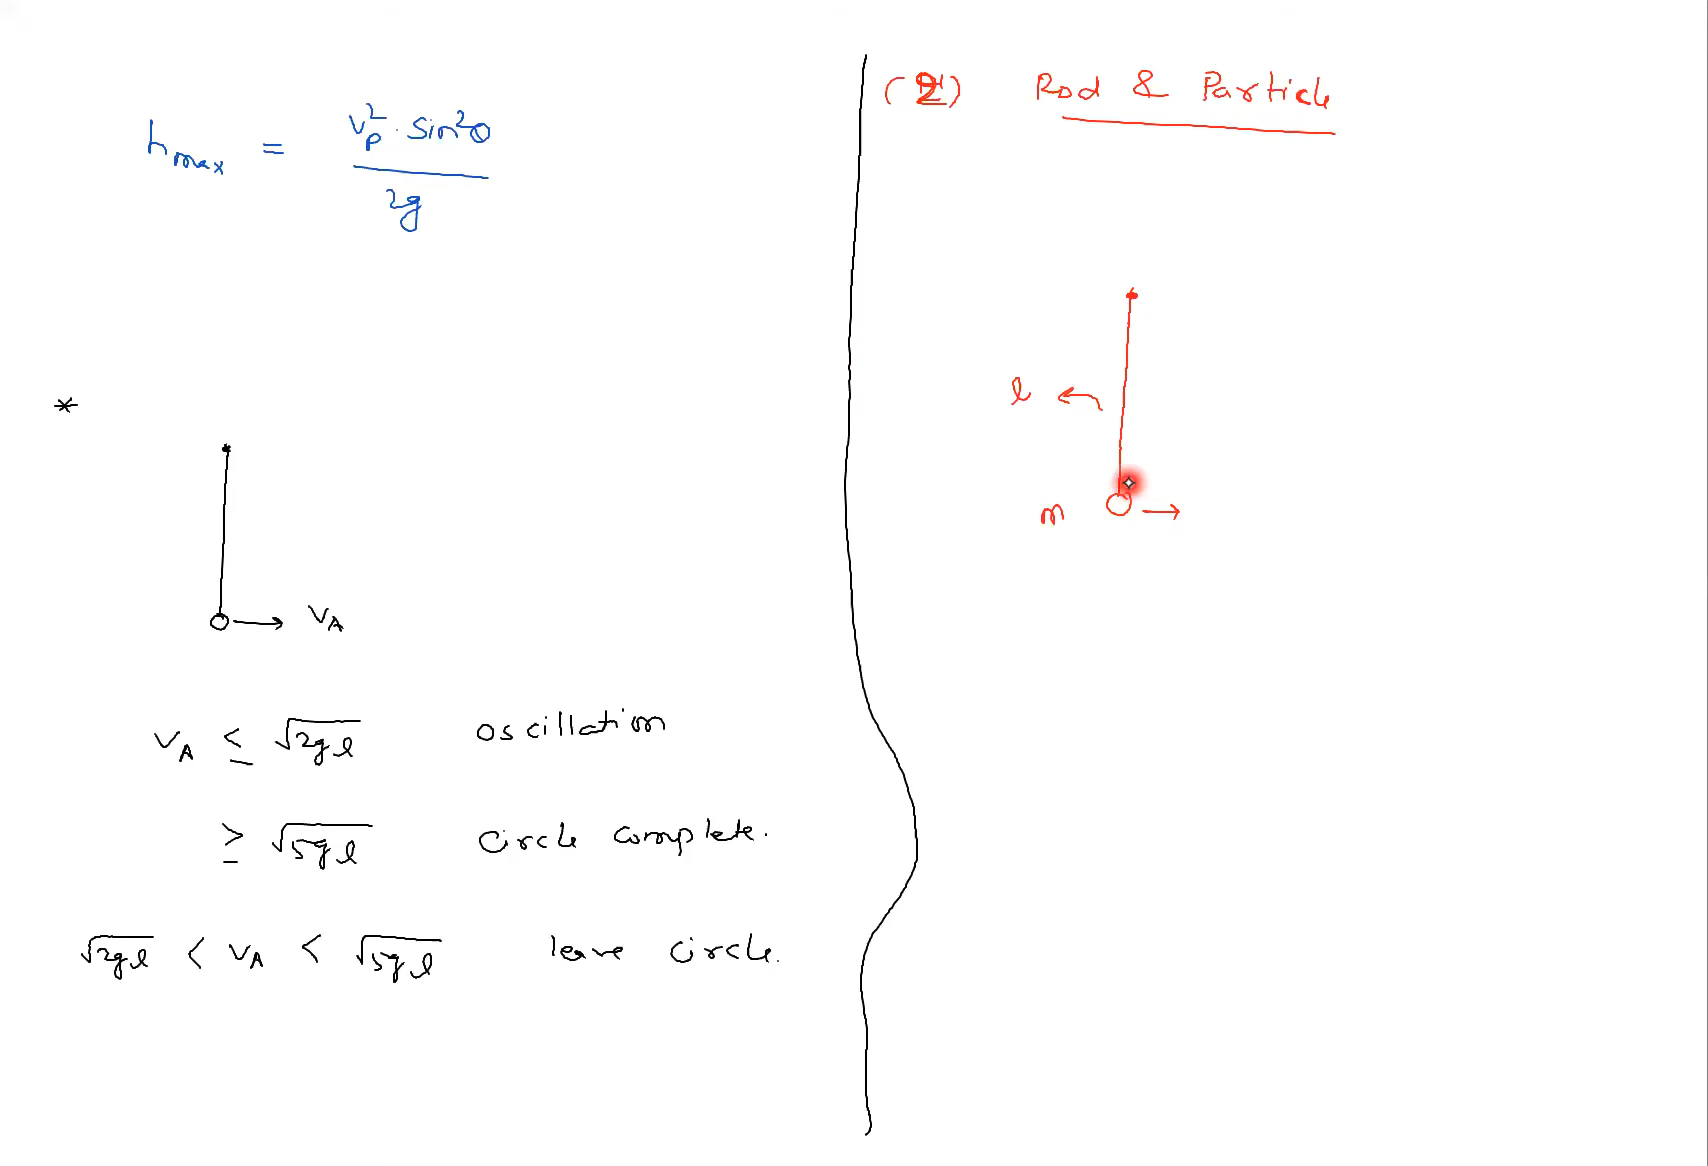 h_max = v_p² · Sin²θ / 2g
*
V_A
V_A ≤ √2gl oscillation
≥ √5gl Circle complete.
√2gl < V_A < √5gl leave circle.
(2) Rod & Particle
l ←
m →